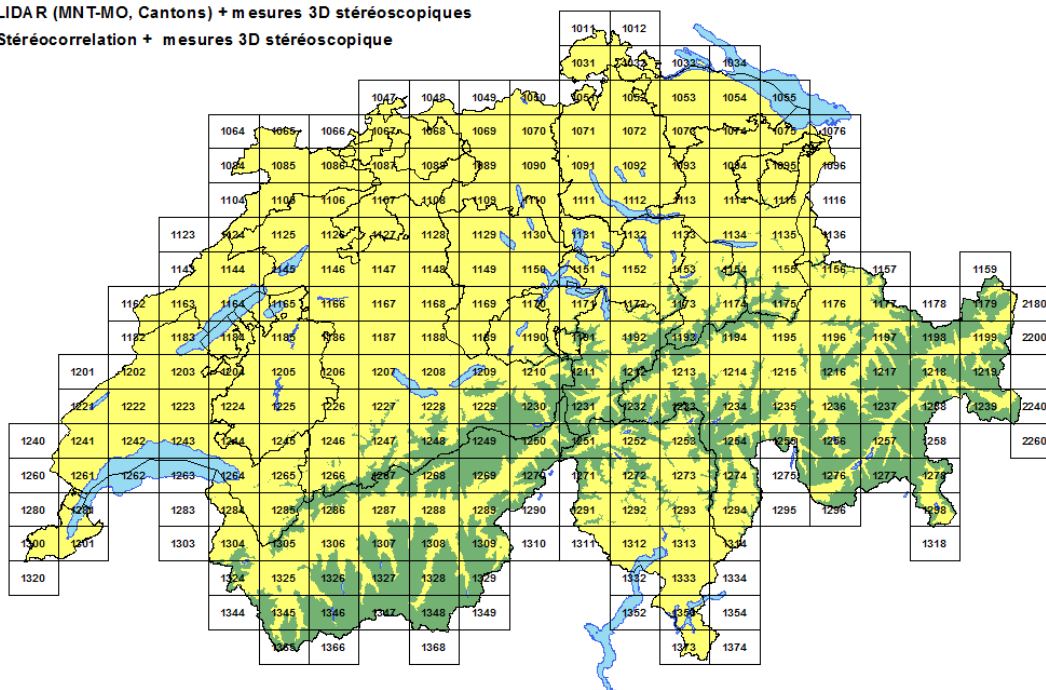 LIDAR (MNT-MO, Cantons) + mesures 3D stéréoscopiques
Stéréocorrelation + mesures 3D stéréoscopique
1011 1012
1031 1032 1033 1034
1047 1048 1049 1050 1051 1052 1053 1054 1055
1064 1065 1066 1067 1068 1069 1070 1071 1072 1073 1074 1075 1076
1084 1085 1086 1087 1088 1089 1090 1091 1092 1093 1094 1095 1096
1104 1105 1106 1107 1108 1109 1110 1111 1112 1113 1114 1115 1116
1123 1124 1125 1126 1127 1128 1129 1130 1131 1132 1133 1134 1135 1136
1143 1144 1145 1146 1147 1148 1149 1150 1151 1152 1153 1154 1155 1156 1157 1159
1162 1163 1164 1165 1166 1167 1168 1169 1170 1171 1172 1173 1174 1175 1176 1177 1178 1179 2180
1182 1183 1184 1185 1186 1187 1188 1189 1190 1191 1192 1193 1194 1195 1196 1197 1198 1199 2200
1201 1202 1203 1204 1205 1206 1207 1208 1209 1210 1211 1212 1213 1214 1215 1216 1217 1218 1219
1221 1222 1223 1224 1225 1226 1227 1228 1229 1230 1231 1232 1233 1234 1235 1236 1237 1238 1239 2240
1240 1241 1242 1243 1244 1245 1246 1247 1248 1249 1250 1251 1252 1253 1254 1255 1256 1257 1258 2260
1260 1261 1262 1263 1264 1265 1266 1267 1268 1269 1270 1271 1272 1273 1274 1275 1276 1277 1278
1280 1281 1283 1284 1285 1286 1287 1288 1289 1290 1291 1292 1293 1294 1295 1296 1298
1300 1301 1303 1304 1305 1306 1307 1308 1309 1310 1311 1312 1313 1314 1318
1320 1324 1325 1326 1327 1328 1329 1332 1333 1334
1344 1345 1346 1347 1348 1349 1352 1353 1354
1365 1366 1368 1373 1374